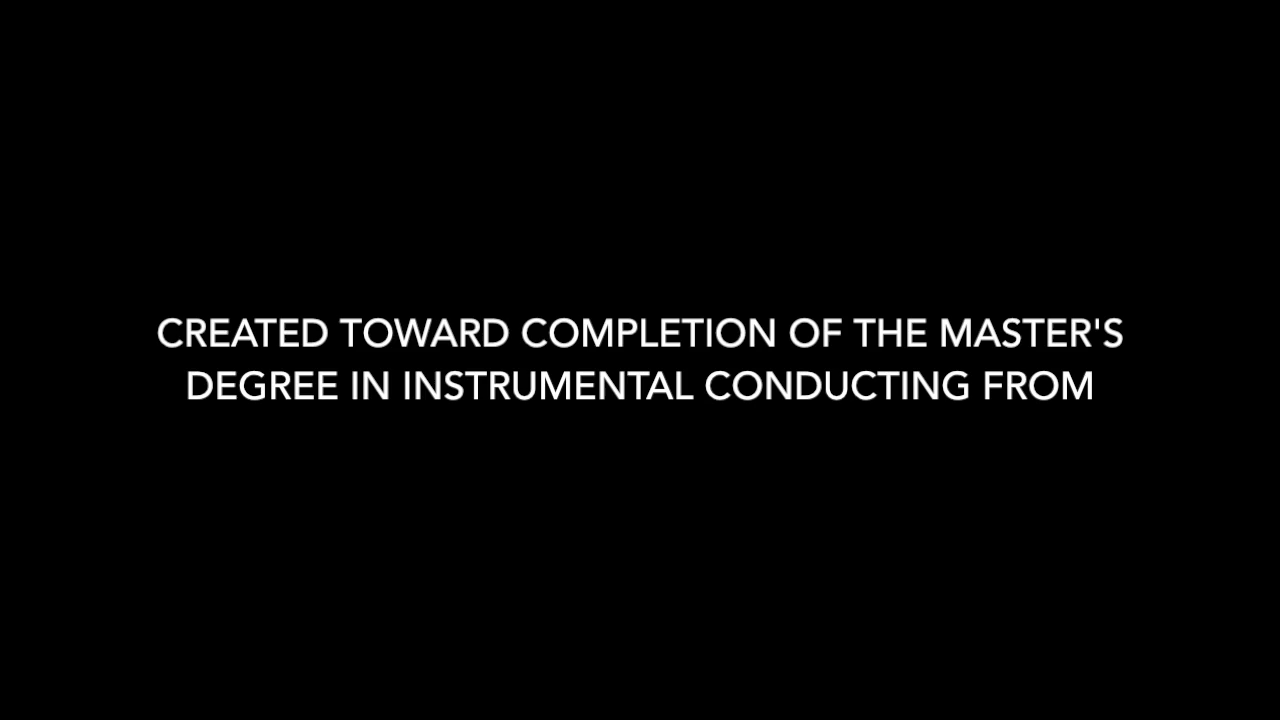 CREATED TOWARD COMPLETION OF THE MASTER'S
DEGREE IN INSTRUMENTAL CONDUCTING FROM